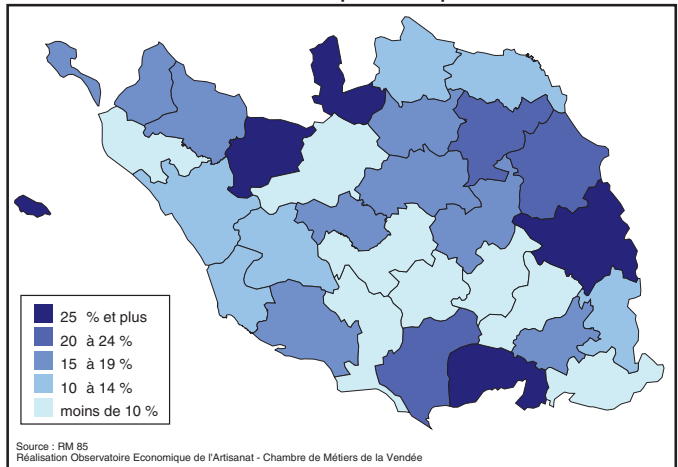 25 % et plus
20 à 24 %
15 à 19 %
10 à 14 %
moins de 10 %
Source : RM 85
Réalisation Observatoire Economique de l'Artisanat - Chambre de Métiers de la Vendée